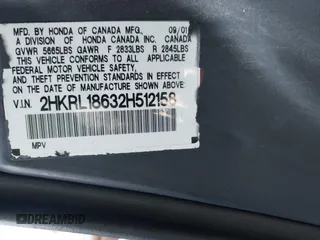 MFD. BY HONDA OF CANADA MFG. 09/01
A DIVISION OF HONDA CANADA INC.
GVWR 5665LBS GAWR F 2833LBS R 2845LBS
THIS VEHICLE CONFORMS TO ALL APPLICABLE
FEDERAL MOTOR VEHICLE SAFETY AND
THEFT PREVENTION STANDARDS IN EFFECT
ON THE DATE OF MANUFACTURE SHOWN ABOVE.
V.I.N. 2HKRL18632H512158
MPV
DREAMBID